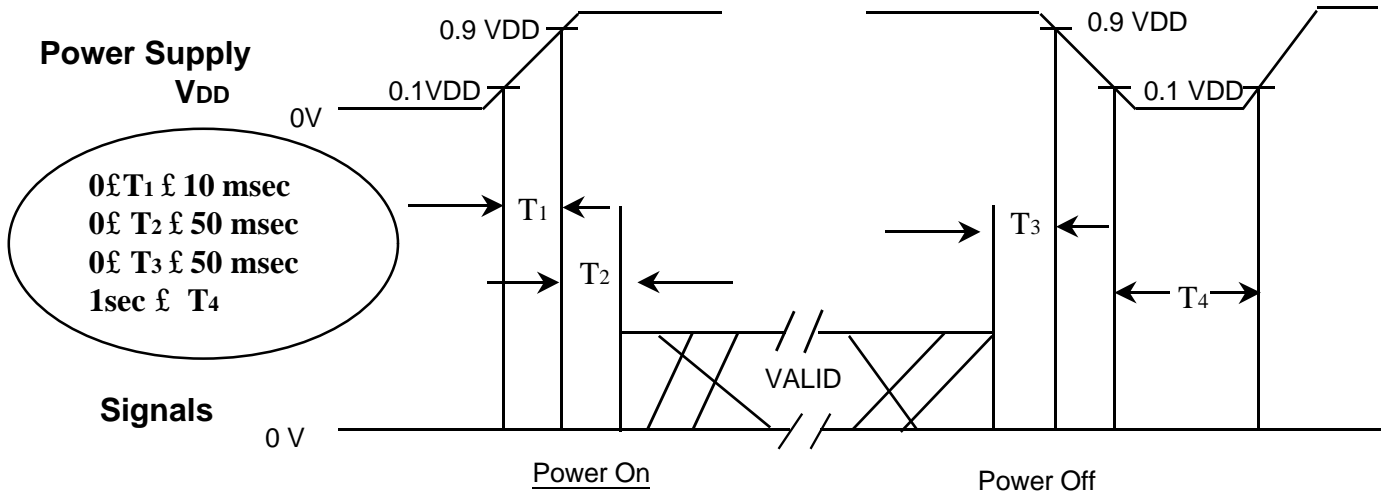 0.9 VDD
0.9 VDD
Power Supply
VDD
0.1VDD
0.1 VDD
0V
0£T1 £ 10 msec
0£ T2 £ 50 msec
0£ T3 £ 50 msec
1sec £ T4
T1
T3
T2
T4
VALID
Signals
0 V
Power On
Power Off